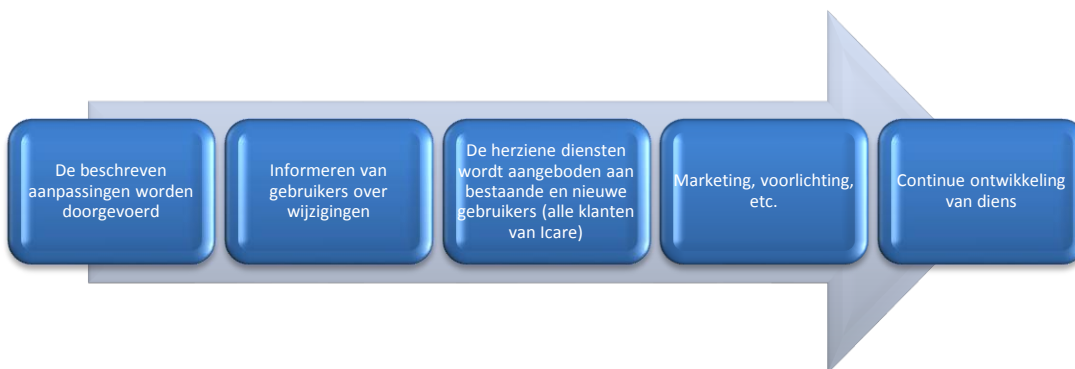 De beschreven
aanpassingen worden
doorgevoerd
Informeren van
gebruikers over
wijzigingen
De herziene diensten
wordt aangeboden aan
bestaande en nieuwe
gebruikers (alle klanten
van Icare)
Marketing, voorlichting,
etc.
Continue ontwikkeling
van diens